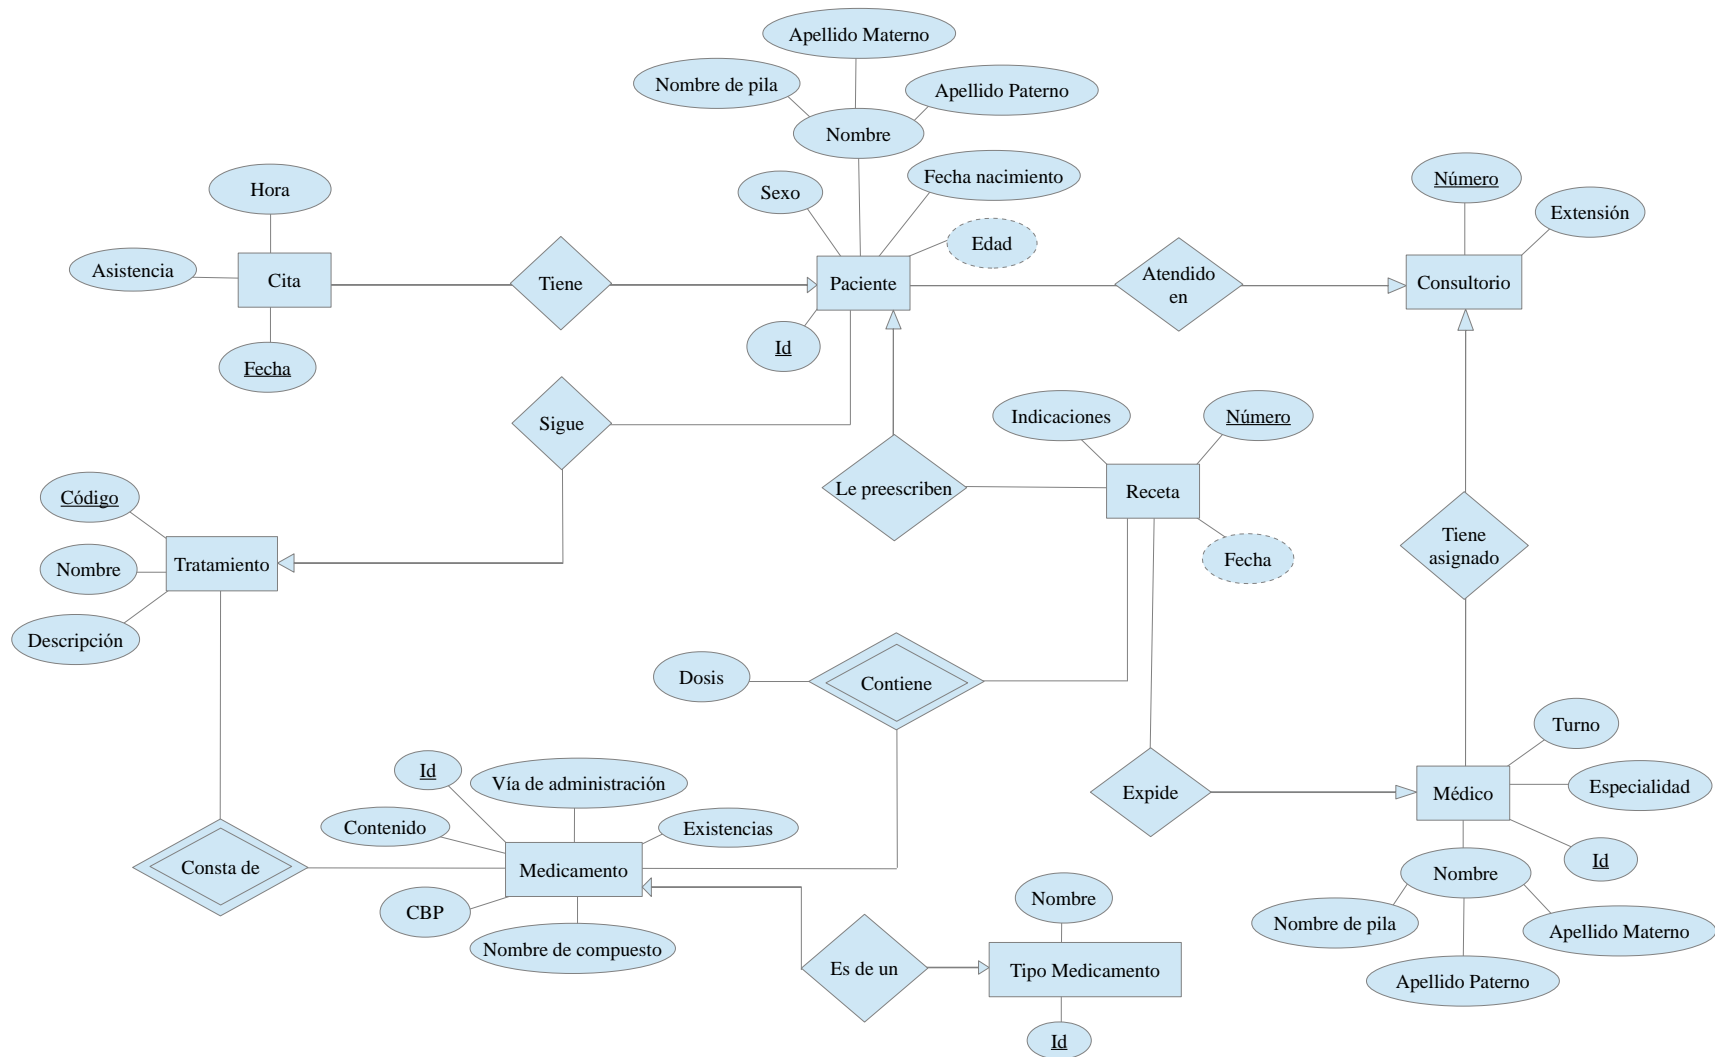 Apellido Materno
Nombre de pila
Apellido Paterno
Nombre
Hora
Sexo
Fecha nacimiento
Número
Extensión
Edad
Asistencia
Cita
Tiene
Paciente
Atendido
en
Consultorio
Id
Fecha
Sigue
Indicaciones
Número
Le preescriben
Receta
Código
Nombre
Tratamiento
Descripción
Fecha
Tiene
asignado
Dosis
Contiene
Turno
Id
Vía de administración
Expide
Médico
Especialidad
Contenido
Existencias
Consta de
Medicamento
Id
Nombre
CBP
Nombre
Nombre de pila
Apellido Materno
Nombre de compuesto
Es de un
Tipo Medicamento
Apellido Paterno
Id